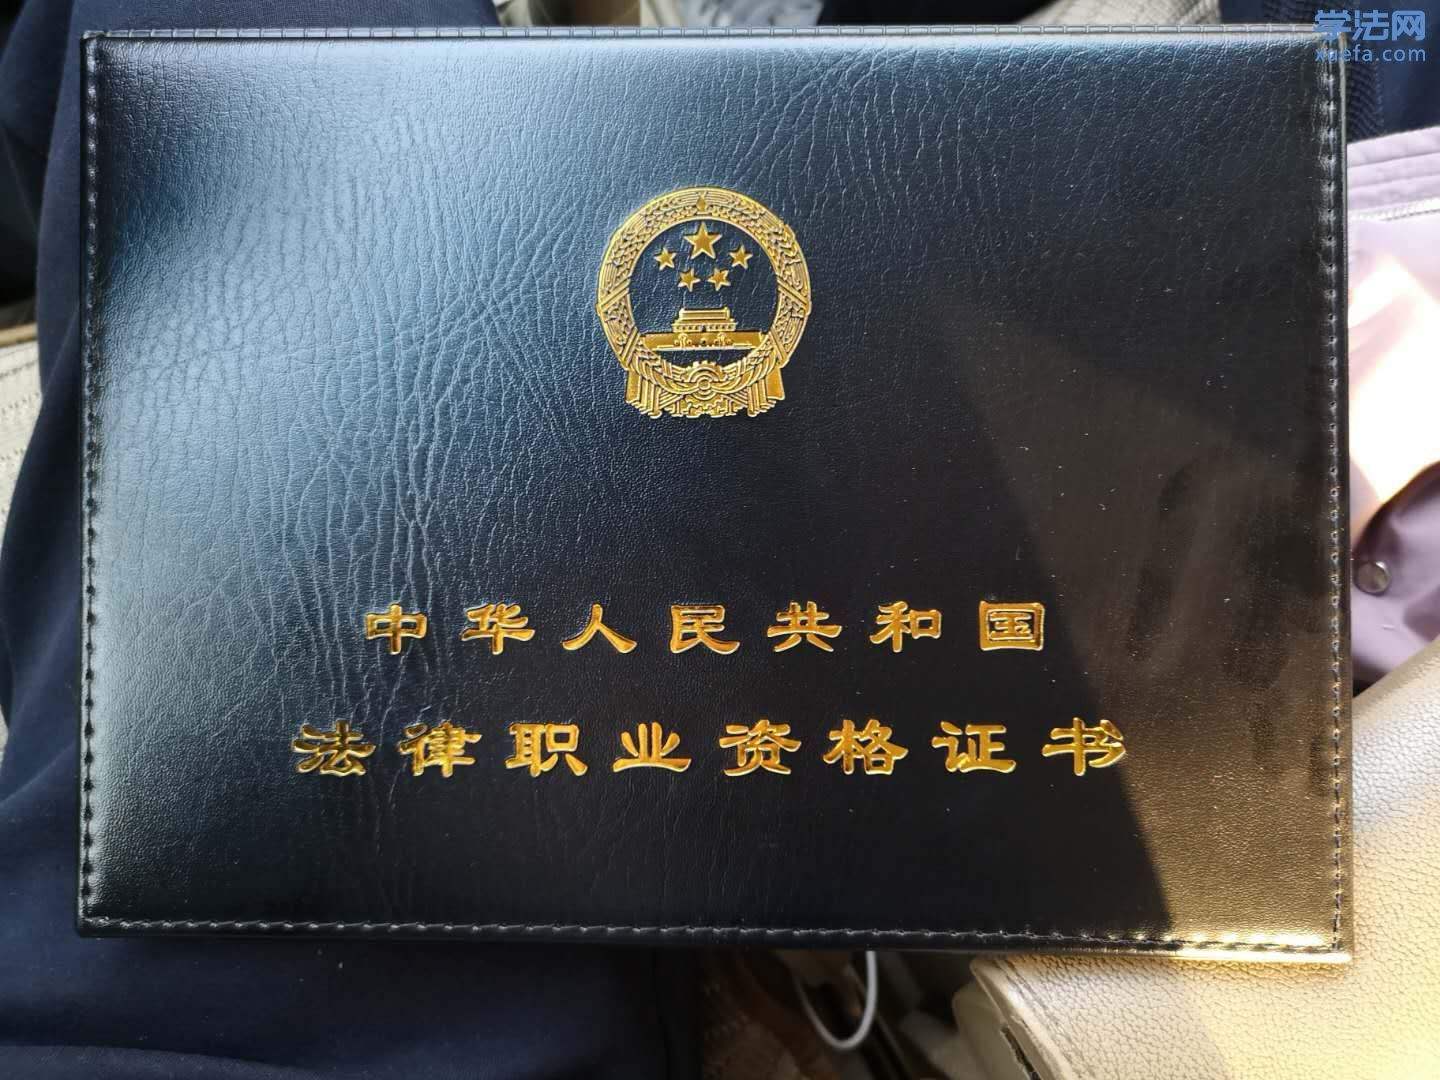 学法网
xuefa.com
中华人民共和国
法律职业资格证书